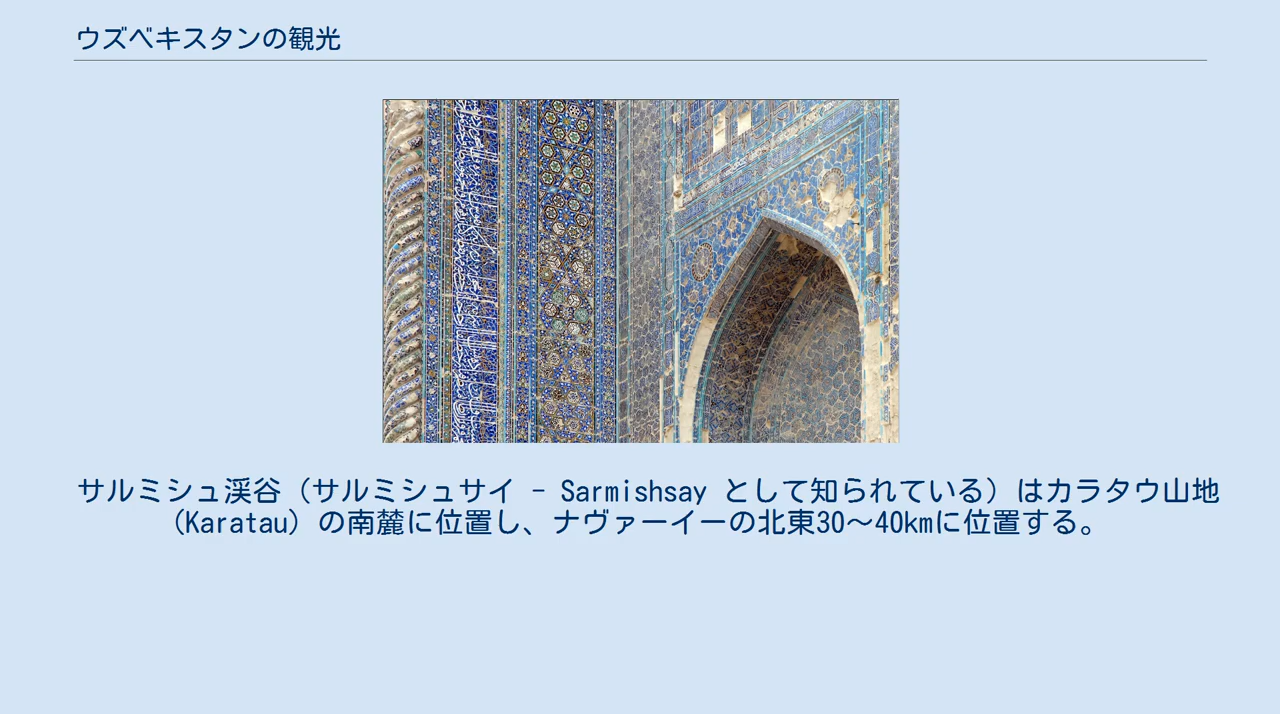 ウズベキスタンの観光
サルミシュ渓谷（サルミシュサイ - Sarmishsay として知られている）はカラタウ山地
（Karatau）の南麓に位置し、ナヴァーイーの北東30～40kmに位置する。